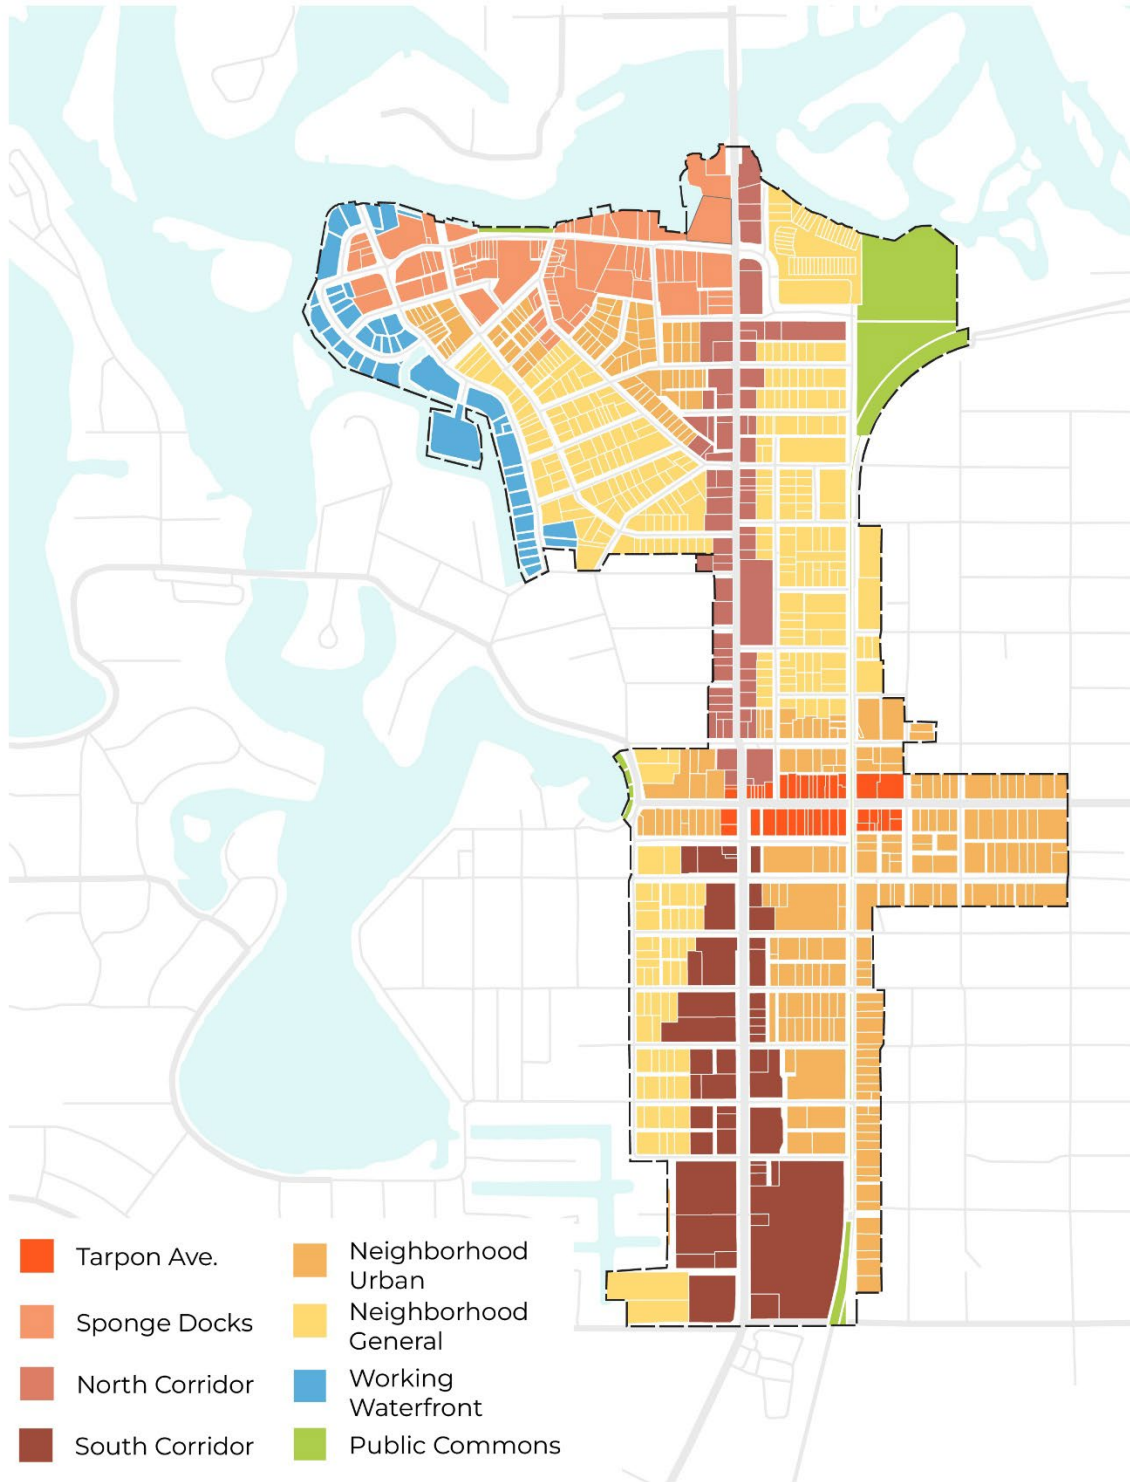 Tarpon Ave.
Sponge Docks
North Corridor
South Corridor
Neighborhood
Urban
Neighborhood
General
Working
Waterfront
Public Commons